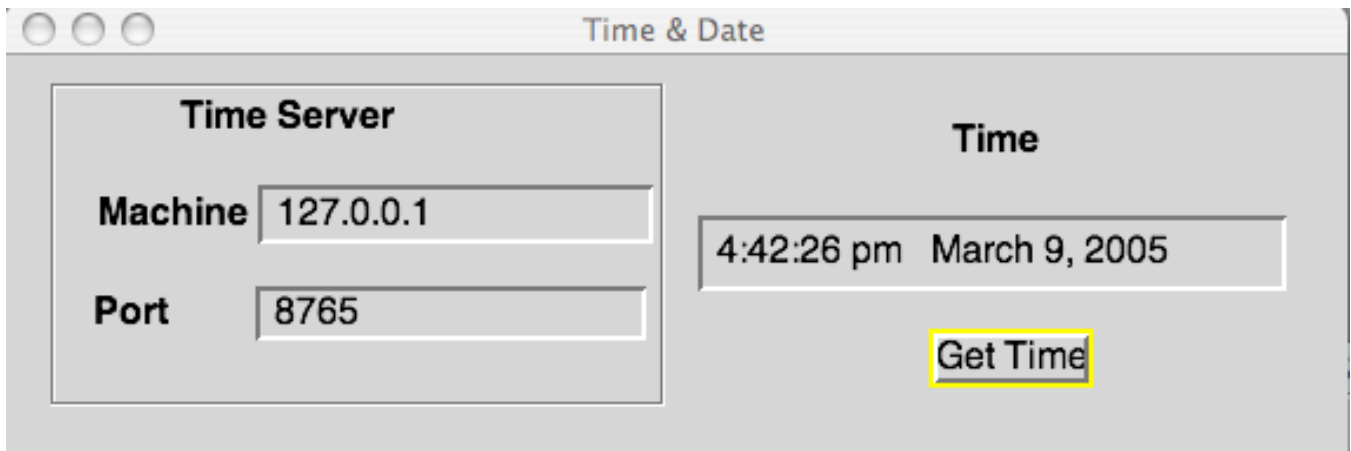 Time & Date
Time Server
Machine 127.0.0.1
Port 8765
Time
4:42:26 pm March 9, 2005
Get Time